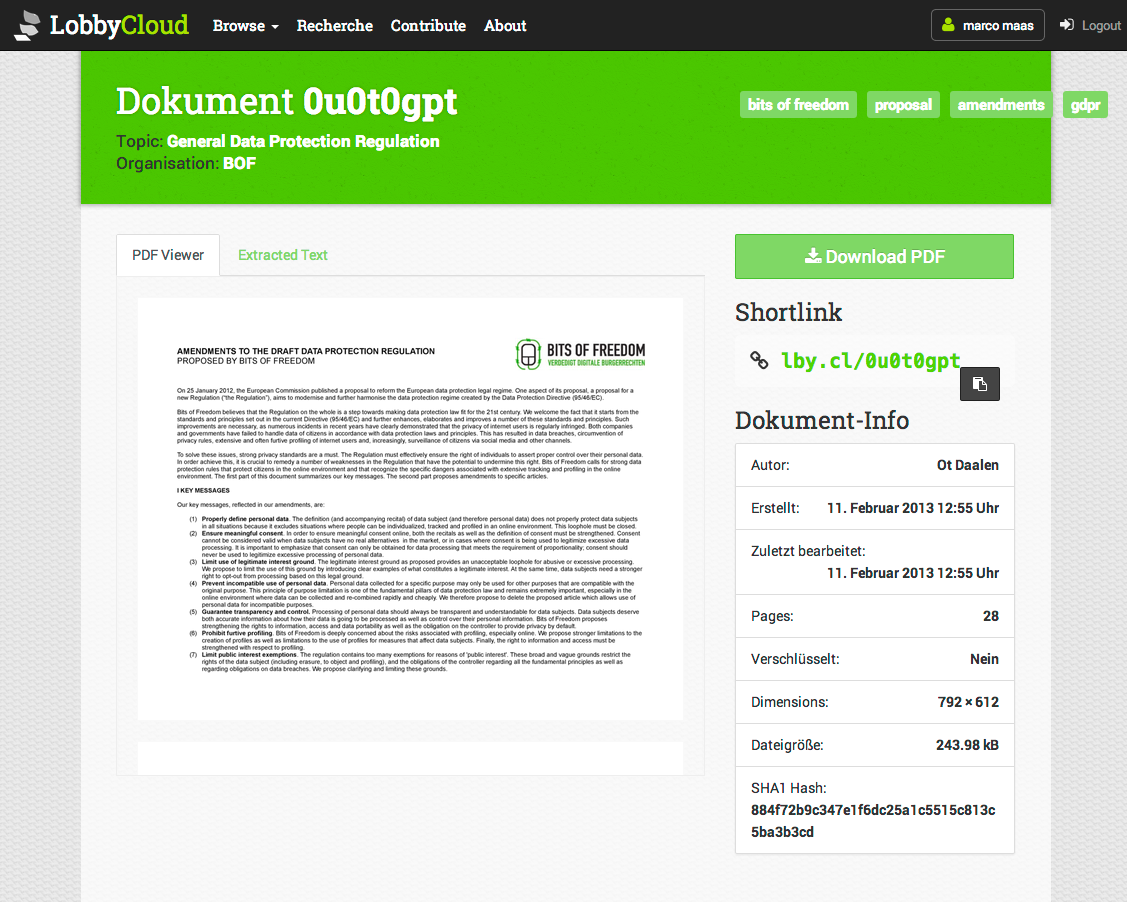 LobbyCloud Browse Recherche Contribute About marco maas Logout
Dokument 0u0t0gpt
bits of freedom proposal amendments gdpr
Topic: General Data Protection Regulation
Organisation: BOF
PDF Viewer Extracted Text
AMENDMENTS TO THE DRAFT DATA PROTECTION REGULATION
PROPOSED BY BITS OF FREEDOM
BITS OF FREEDOM
VERDEDIGT DIGITALE BURGERRECHTEN
On 25 January 2012, the European Commission published a proposal to reform the European data protection legal regime. One aspect of its proposal, a proposal for a
new Regulation ("the Regulation"), aims to modernise and further harmonise the data protection regime created by the Data Protection Directive (95/46/EC).
Bits of Freedom believes that the Regulation on the whole is a step towards making data protection law fit for the 21st century. We welcome the fact that it starts from the
standards and principles set out in the current Directive (95/46/EC) and further enhances, elaborates and improves a number of these standards and principles. Such
improvements are necessary, as numerous incidents in recent years have clearly demonstrated that the privacy of internet users is regularly infringed. Both companies
and governments have failed to handle data of citizens in accordance with data protection laws and principles. This has resulted in data breaches, circumvention of
privacy rules, extensive and often furtive profiling of internet users and, increasingly, surveillance of citizens via social media and other channels.
To solve these issues, strong privacy standards are a must. The Regulation must effectively ensure the right of individuals to assert proper control over their personal data.
In order achieve this, it is crucial to remedy a number of weaknesses in the Regulation that have the potential to undermine this right. Bits of Freedom calls for strong data
protection rules that protect citizens in the online environment and that recognize the specific dangers associated with extensive tracking and profiling in the online
environment. The first part of this document summarizes our key messages. The second part proposes amendments to specific articles.
I KEY MESSAGES
Our key messages, reflected in our amendments, are:
(1) Properly define personal data. The definition (and accompanying recital) of data subject (and therefore personal data) does not properly protect data subjects
in all situations because it excludes situations where people can be individualized, tracked and profiled in an online environment. This loophole must be closed.
(2) Ensure meaningful consent. In order to ensure meaningful consent online, both the recitals as well as the definition of consent must be strengthened. Consent
cannot be considered valid when data subjects have no real alternatives in the market, or in cases where consent is being used to legitimize excessive data
processing. It is important to emphasize that consent can only be obtained for data processing that meets the requirement of proportionality; consent should
never be used to legitimize excessive processing of personal data.
(3) Limit use of legitimate interest ground. The legitimate interest ground as proposed provides an unacceptable loophole for abusive or excessive processing.
We propose to limit the use of this ground by introducing clear examples of what constitutes a legitimate interest. At the same time, data subjects need a stronger
right to opt-out from processing based on this legal ground.
(4) Prevent incompatible use of personal data. Personal data collected for a specific purpose may only be used for other purposes that are compatible with the
original purpose. This principle of purpose limitation is one of the fundamental pillars of data protection law and remains extremely important, especially in the
online environment where data can be collected and re-combined rapidly and cheaply. We therefore propose to delete the proposed article which allows use of
personal data for incompatible purposes.
(5) Guarantee transparency and control. Processing of personal data should always be transparent and understandable for data subjects. Data subjects deserve
both accurate information about how their data is going to be processed as well as control over their personal information. Bits of Freedom proposes
strengthening the rights to information, access and data portability as well as the obligation on the controller to provide privacy by default.
(6) Prohibit furtive profiling. Bits of Freedom is deeply concerned about the risks associated with profiling, especially online. We propose stronger limitations to the
creation of profiles as well as limitations to the use of profiles for measures that affect data subjects. Finally, the right to information and access must be
strengthened with respect to profiling.
(7) Limit public interest exemptions. The regulation contains too many exemptions for reasons of 'public interest'. These broad and vague grounds restrict the
rights of the data subject (including erasure, to object and profiling), and the obligations of the controller regarding all the fundamental principles as well as
regarding obligations on data breaches. We propose clarifying and limiting these grounds.
Download PDF
Shortlink
lby.cl/0u0t0gpt
Dokument-Info
Autor: Ot Daalen
Erstellt: 11. Februar 2013 12:55 Uhr
Zuletzt bearbeitet:
11. Februar 2013 12:55 Uhr
Pages: 28
Verschlüsselt: Nein
Dimensions: 792 × 612
Dateigröße: 243.98 kB
SHA1 Hash:
884f72b9c347e1f6dc25a1c5515c813c
5ba3b3cd